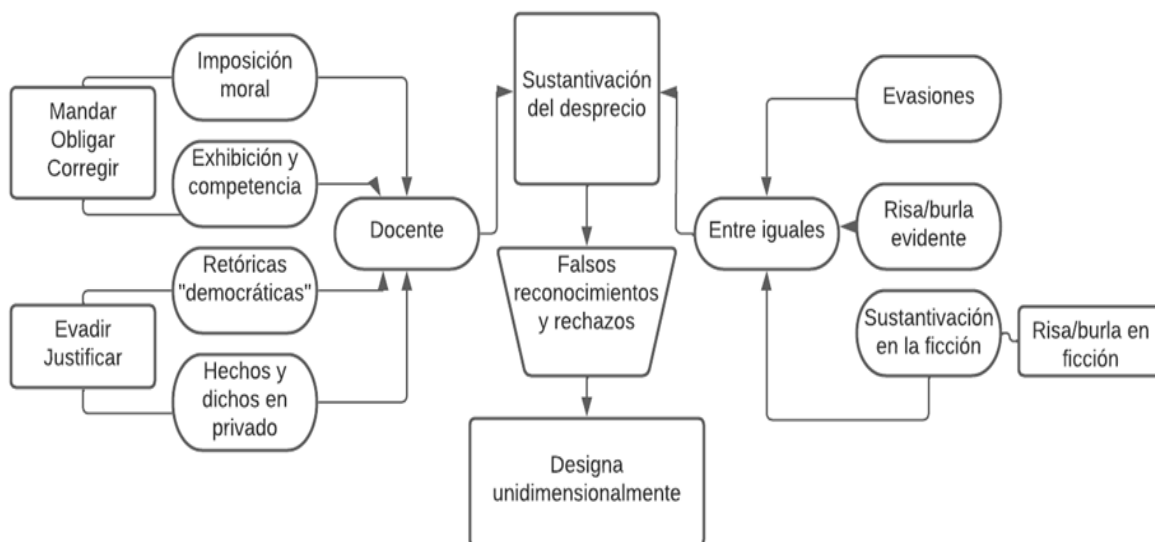 Imposición
moral
Mandar
Obligar
Corregir
Exhibición y
competencia
Retóricas
"democráticas"
Evadir
Justificar
Hechos y
dichos en
privado
Docente
Sustantivación
del desprecio
Falsos
reconocimientos
y rechazos
Designa
unidimensionalmente
Entre iguales
Evasiones
Risa/burla
evidente
Sustantivación
en la ficción
Risa/burla en
ficción